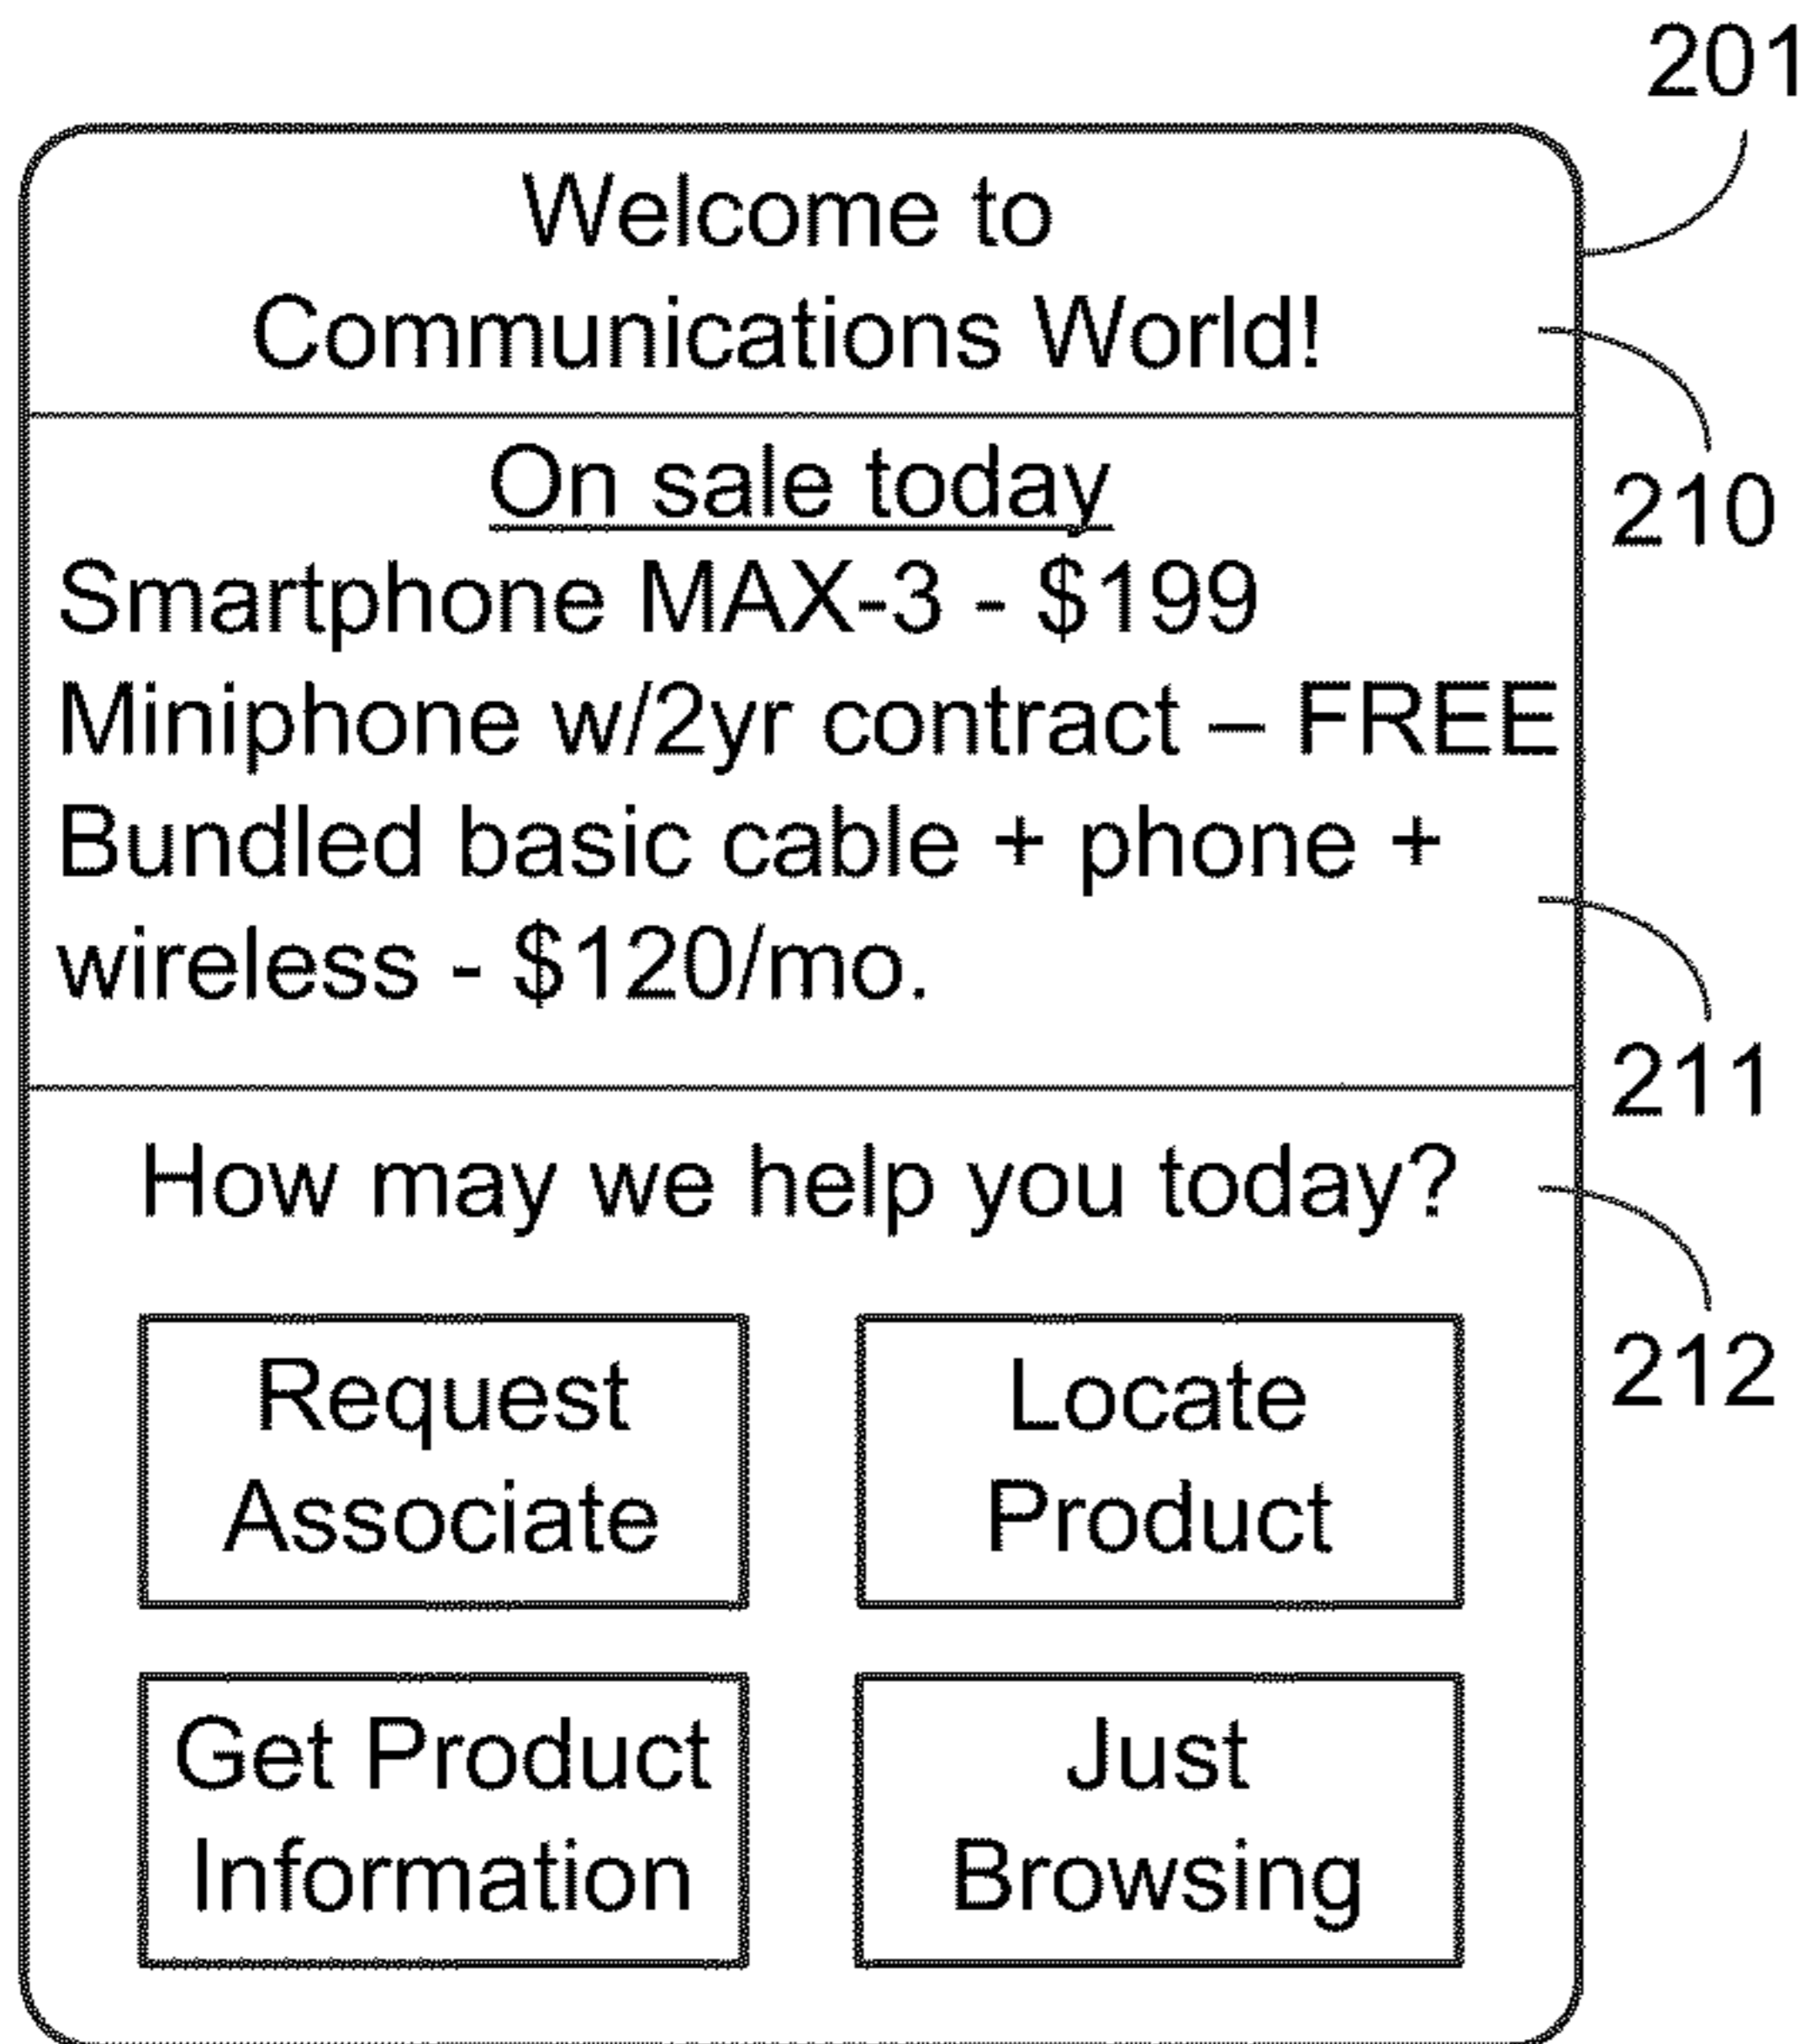 201
Welcome to
Communications World!
210
On sale today
Smartphone MAX-3 - $199
Miniphone w/2yr contract – FREE
Bundled basic cable + phone +
wireless - $120/mo.
211
How may we help you today?
212
Request
Associate
Locate
Product
Get Product
Information
Just
Browsing